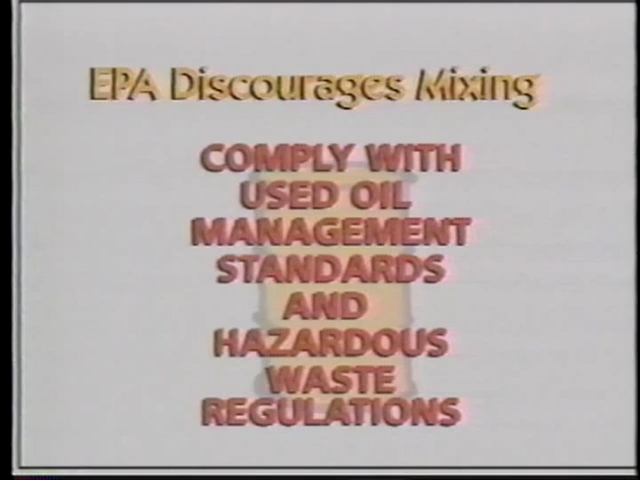 EPA Discourages Mixing
COMPLY WITH
USED OIL
MANAGEMENT
STANDARDS
AND
HAZARDOUS
WASTE
REGULATIONS